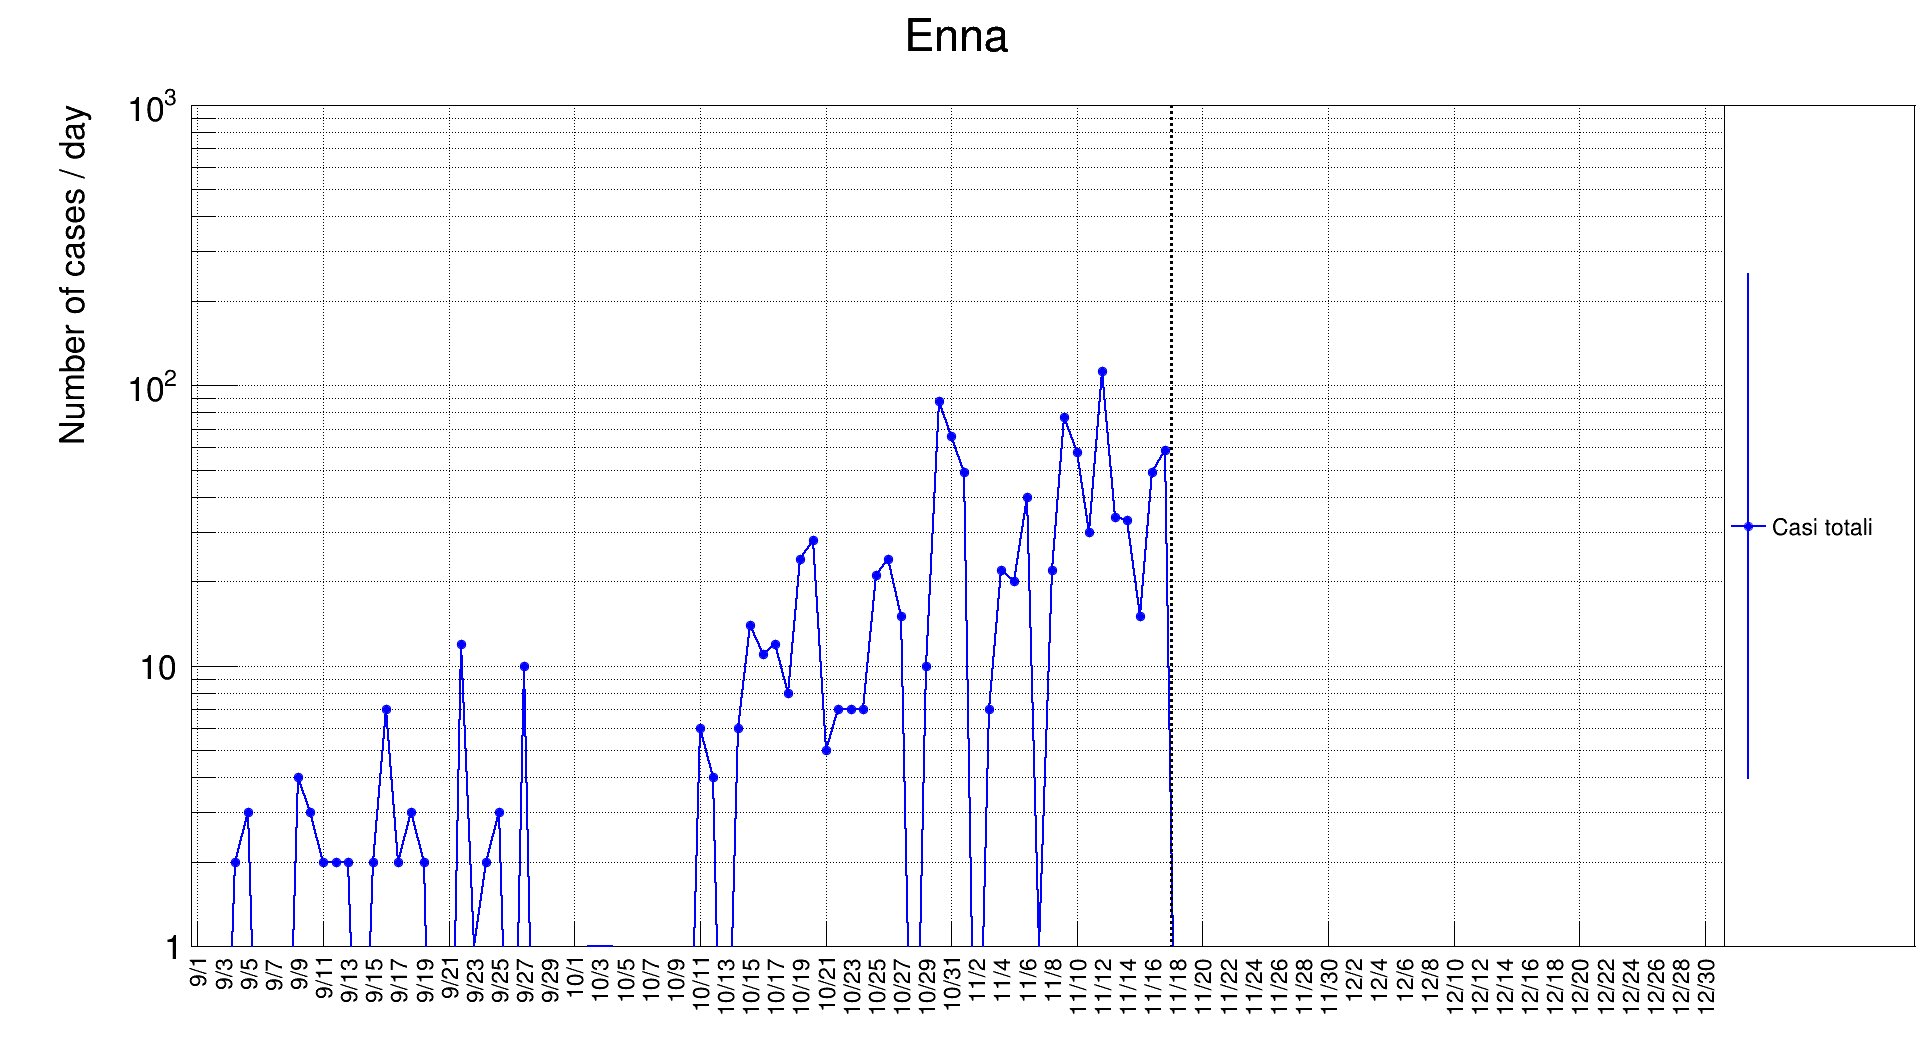 Enna
Number of cases / day
10³
10²
10
1
9/1 9/3 9/5 9/7 9/9 9/11 9/13 9/15 9/17 9/19 9/21 9/23 9/25 9/27 9/29 10/1 10/3 10/5 10/7 10/9 10/11 10/13 10/15 10/17 10/19 10/21 10/23 10/25 10/27 10/29 10/31 11/2 11/4 11/6 11/8 11/10 11/12 11/14 11/16 11/18 11/20 11/22 11/24 11/26 11/28 11/30 12/2 12/4 12/6 12/8 12/10 12/12 12/14 12/16 12/18 12/20 12/22 12/24 12/26 12/28 12/30
Casi totali